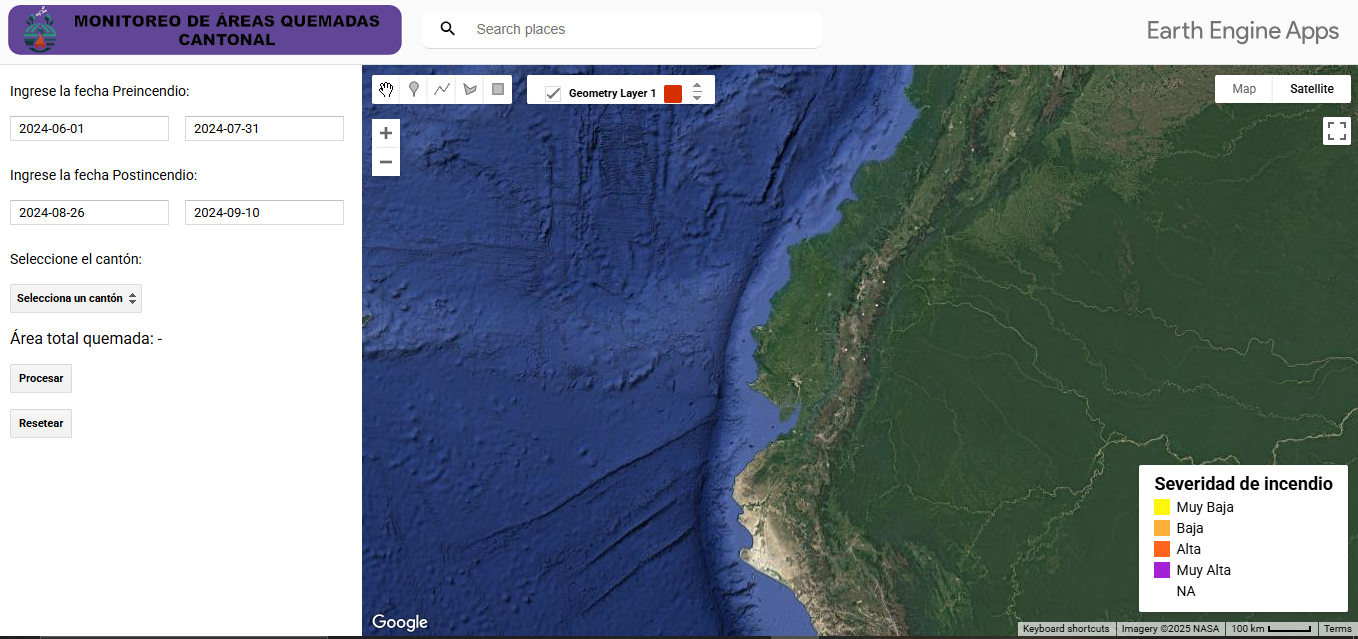 MONITOREO DE ÁREAS QUEMADAS
CANTONAL
Search places
Earth Engine Apps
Ingrese la fecha Preincendio:
2024-06-01
2024-07-31
Ingrese la fecha Postincendio:
2024-08-26
2024-09-10
Seleccione el cantón:
Selecciona un cantón
Área total quemada: -
Procesar
Resetear
Geometry Layer 1
Map
Satellite
+
−
Severidad de incendio
Muy Baja
Baja
Alta
Muy Alta
NA
Google
Keyboard shortcuts
Imagery ©2025 NASA
100 km
Terms